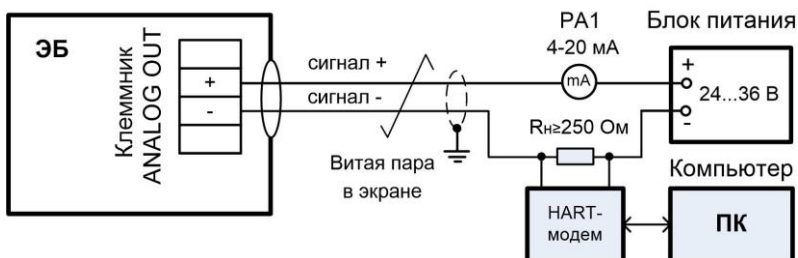 ЭБ
Клеммник
ANALOG OUT
+
-
сигнал +
сигнал -
Витая пара
в экране
PA1
4-20 мА
mA
Rн≥250 Ом
HART-
модем
Блок питания
+
24...36 В
-
Компьютер
ПК